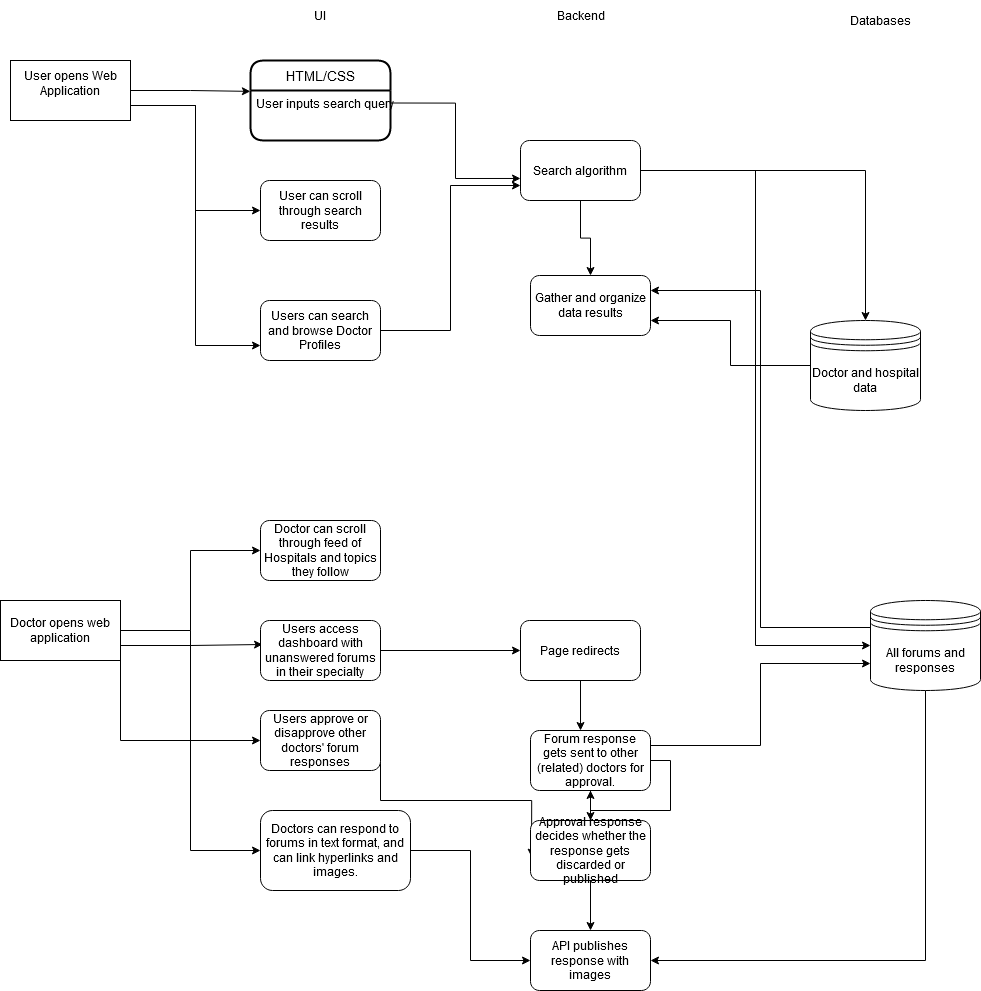 UI
Backend
Databases
User opens Web
Application
HTML/CSS
User inputs search query
Search algorithm
User can scroll
through search
results
Gather and organize
data results
Users can search
and browse Doctor
Profiles
Doctor and hospital
data
Doctor can scroll
through feed of
Hospitals and topics
they follow
Doctor opens web
application
Users access
dashboard with
unanswered forums
in their specialty
Page redirects
All forums and
responses
Users approve or
disapprove other
doctors' forum
responses
Forum response
gets sent to other
(related) doctors for
approval.
Doctors can respond to
forums in text format, and
can link hyperlinks and
images.
Approval response
decides whether the
response gets
discarded or
published
API publishes
response with
images